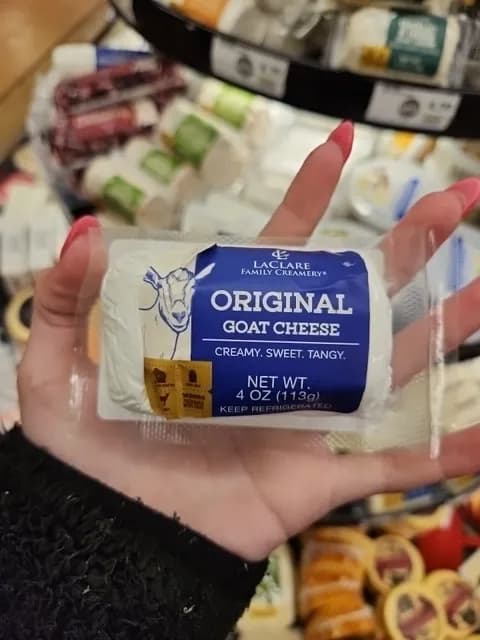 LaClare
Family Creamery®
ORIGINAL
GOAT CHEESE
CREAMY. SWEET. TANGY.
NET WT.
4 OZ (113g)
KEEP REFRIGERATED